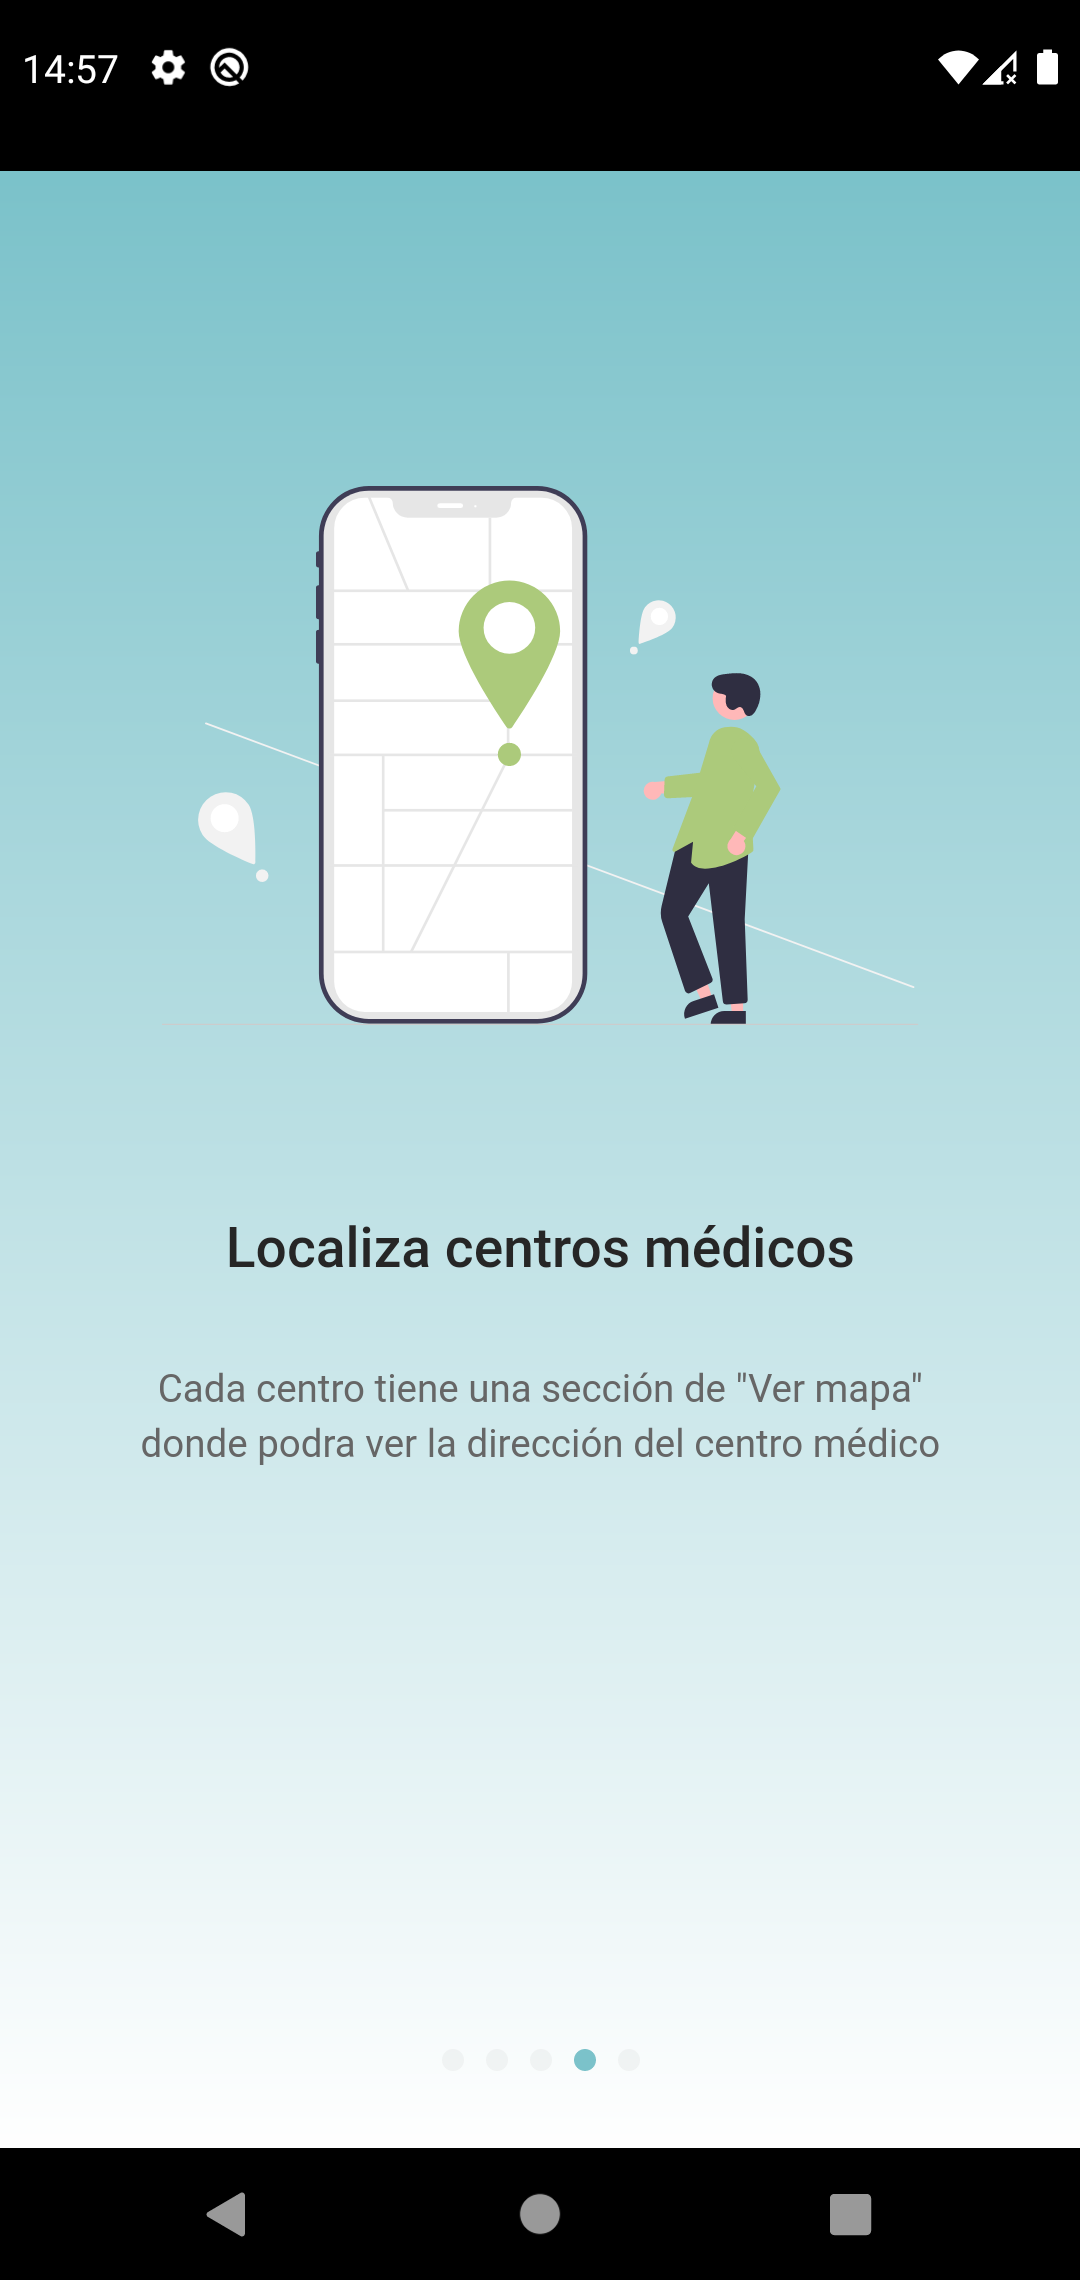 14:57
Localiza centros médicos
Cada centro tiene una sección de "Ver mapa"
donde podra ver la dirección del centro médico